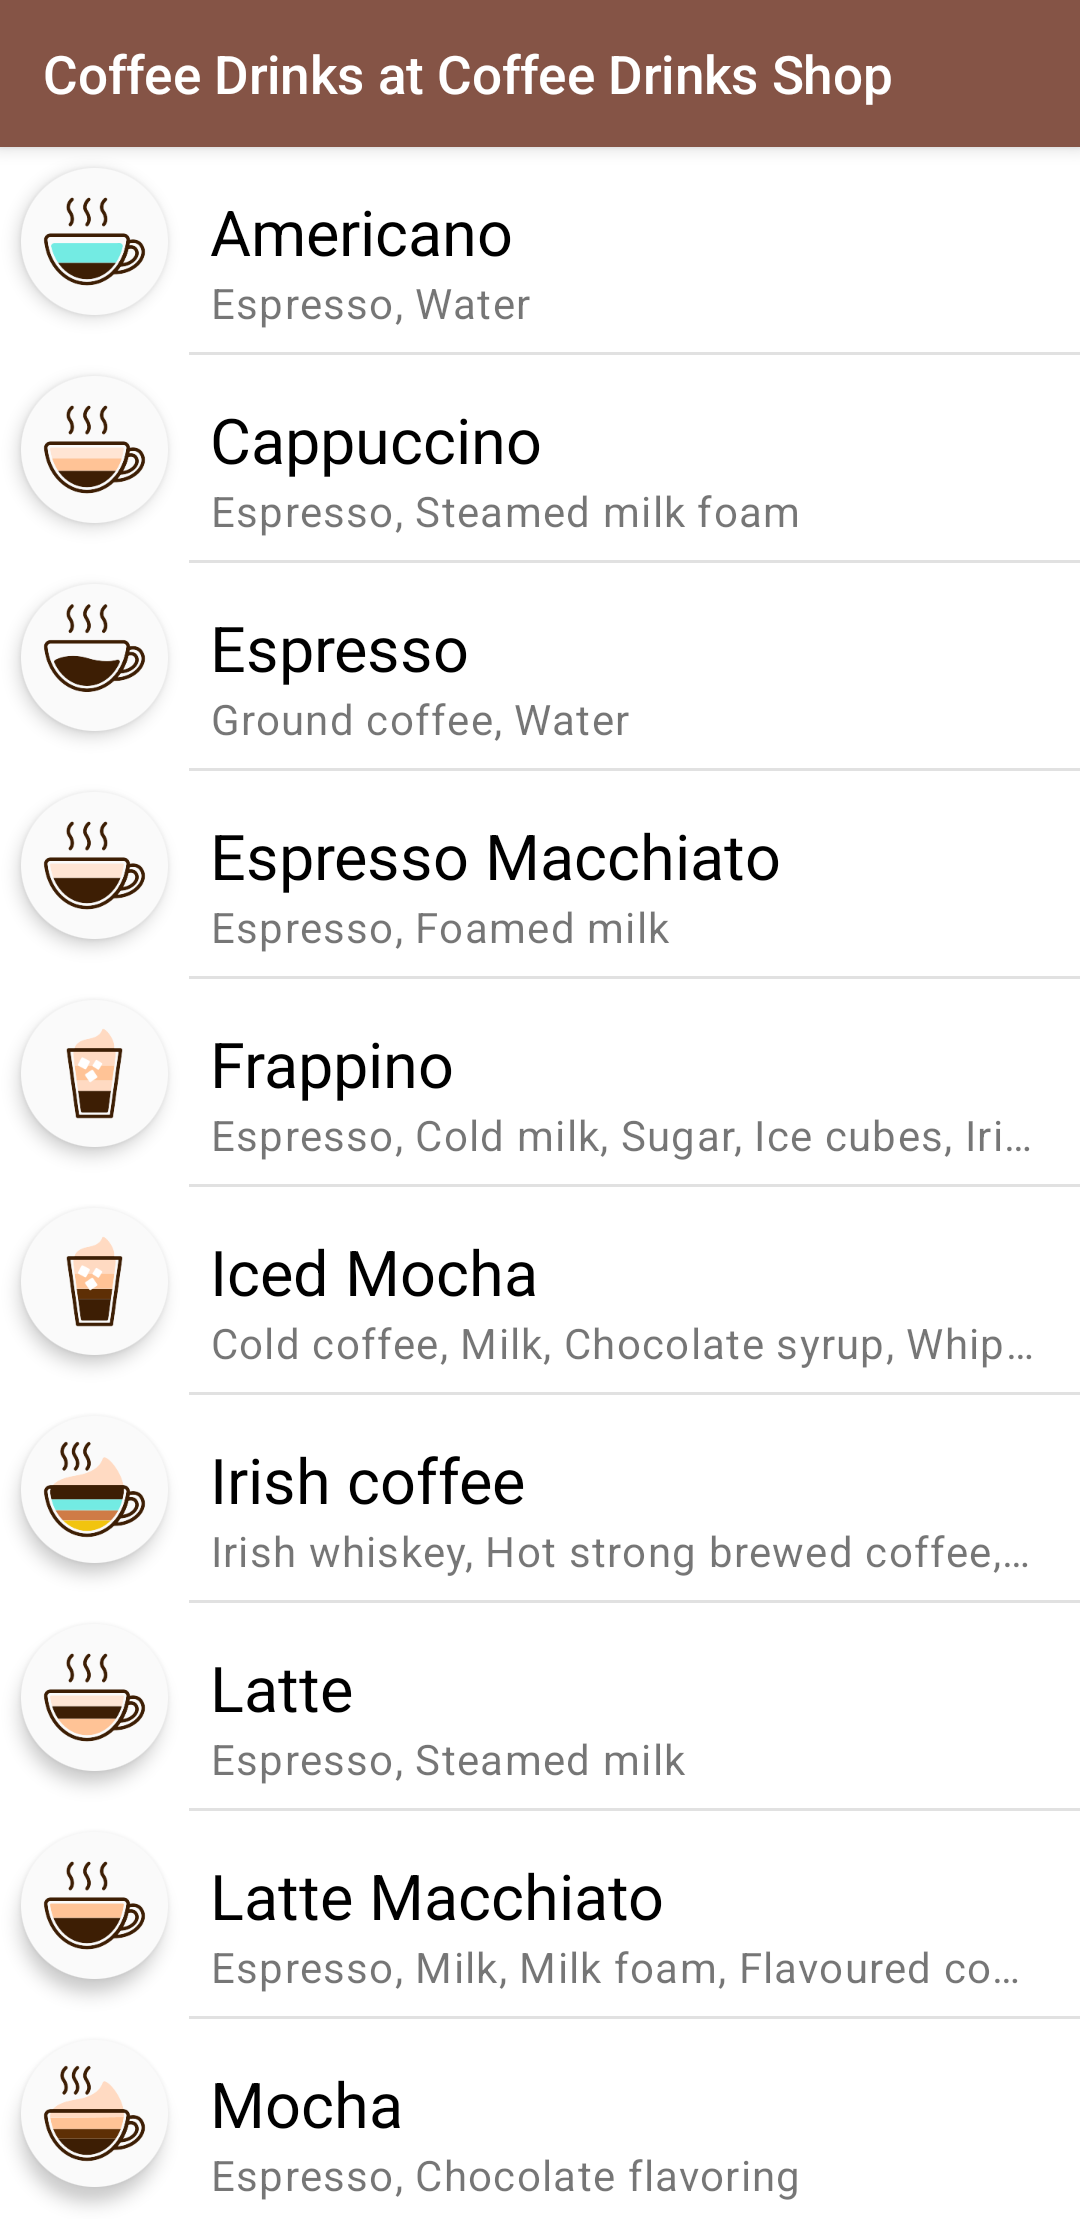 Coffee Drinks at Coffee Drinks Shop
Americano
Espresso, Water
Cappuccino
Espresso, Steamed milk foam
Espresso
Ground coffee, Water
Espresso Macchiato
Espresso, Foamed milk
Frappino
Espresso, Cold milk, Sugar, Ice cubes, Iri...
Iced Mocha
Cold coffee, Milk, Chocolate syrup, Whip...
Irish coffee
Irish whiskey, Hot strong brewed coffee,...
Latte
Espresso, Steamed milk
Latte Macchiato
Espresso, Milk, Milk foam, Flavoured co...
Mocha
Espresso, Chocolate flavoring